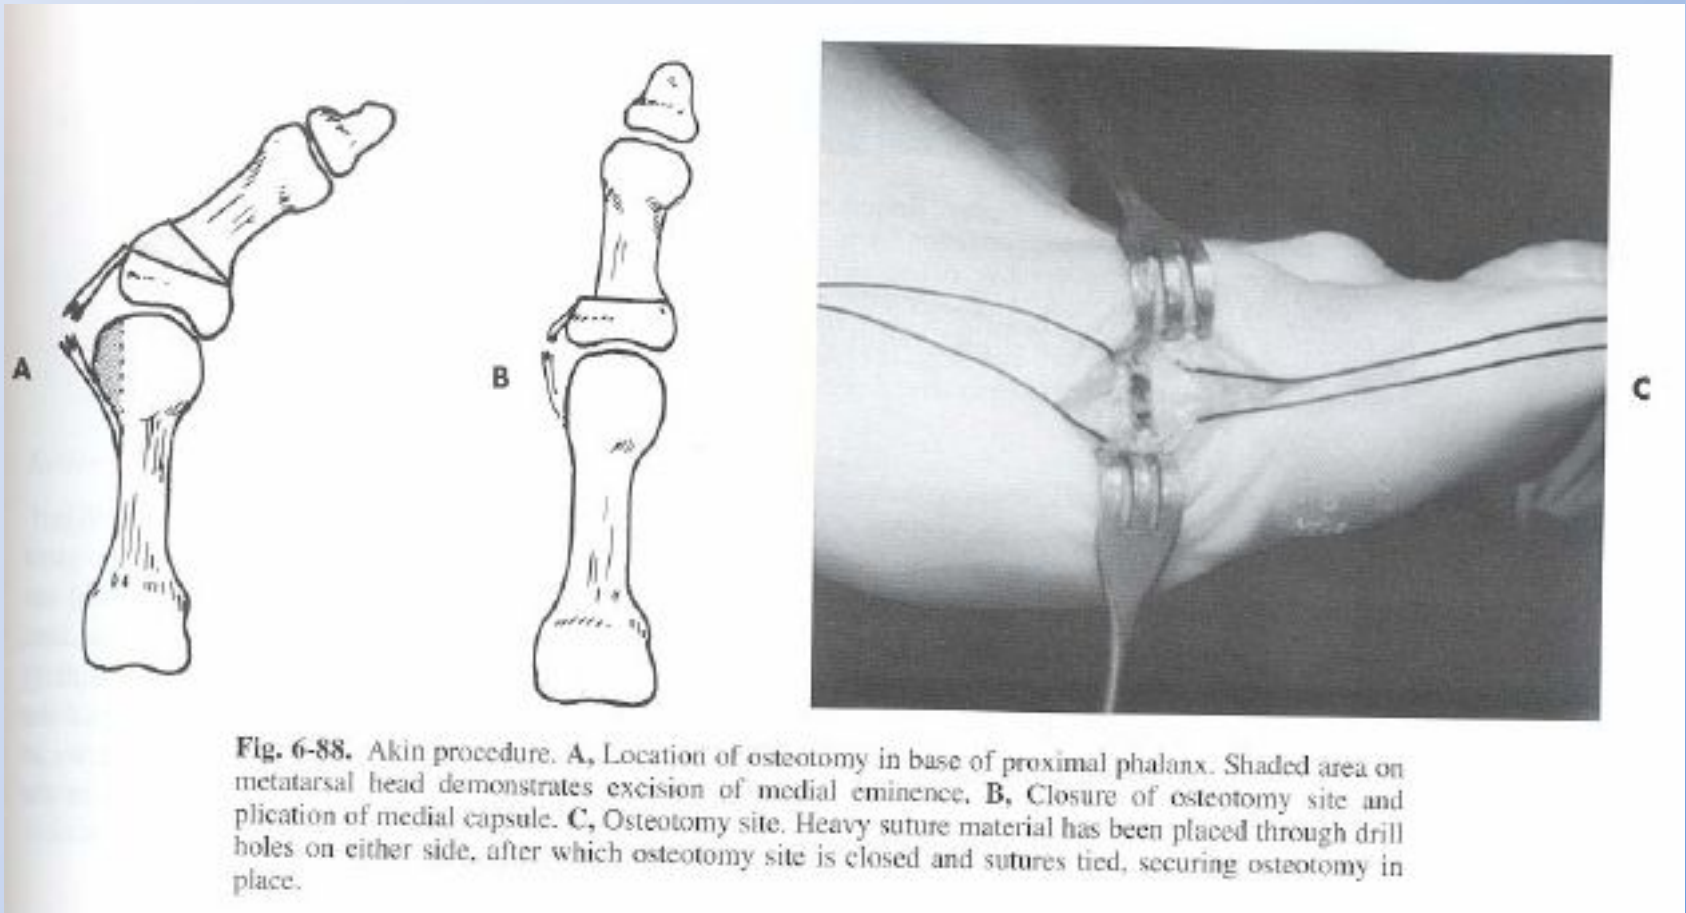 A
B
C
Fig. 6-88. Akin procedure. A, Location of osteotomy in base of proximal phalanx. Shaded area on
metatarsal head demonstrates excision of medial eminence. B, Closure of osteotomy site and
plication of medial capsule. C, Osteotomy site. Heavy suture material has been placed through drill
holes on either side, after which osteotomy site is closed and sutures tied, securing osteotomy in
place.